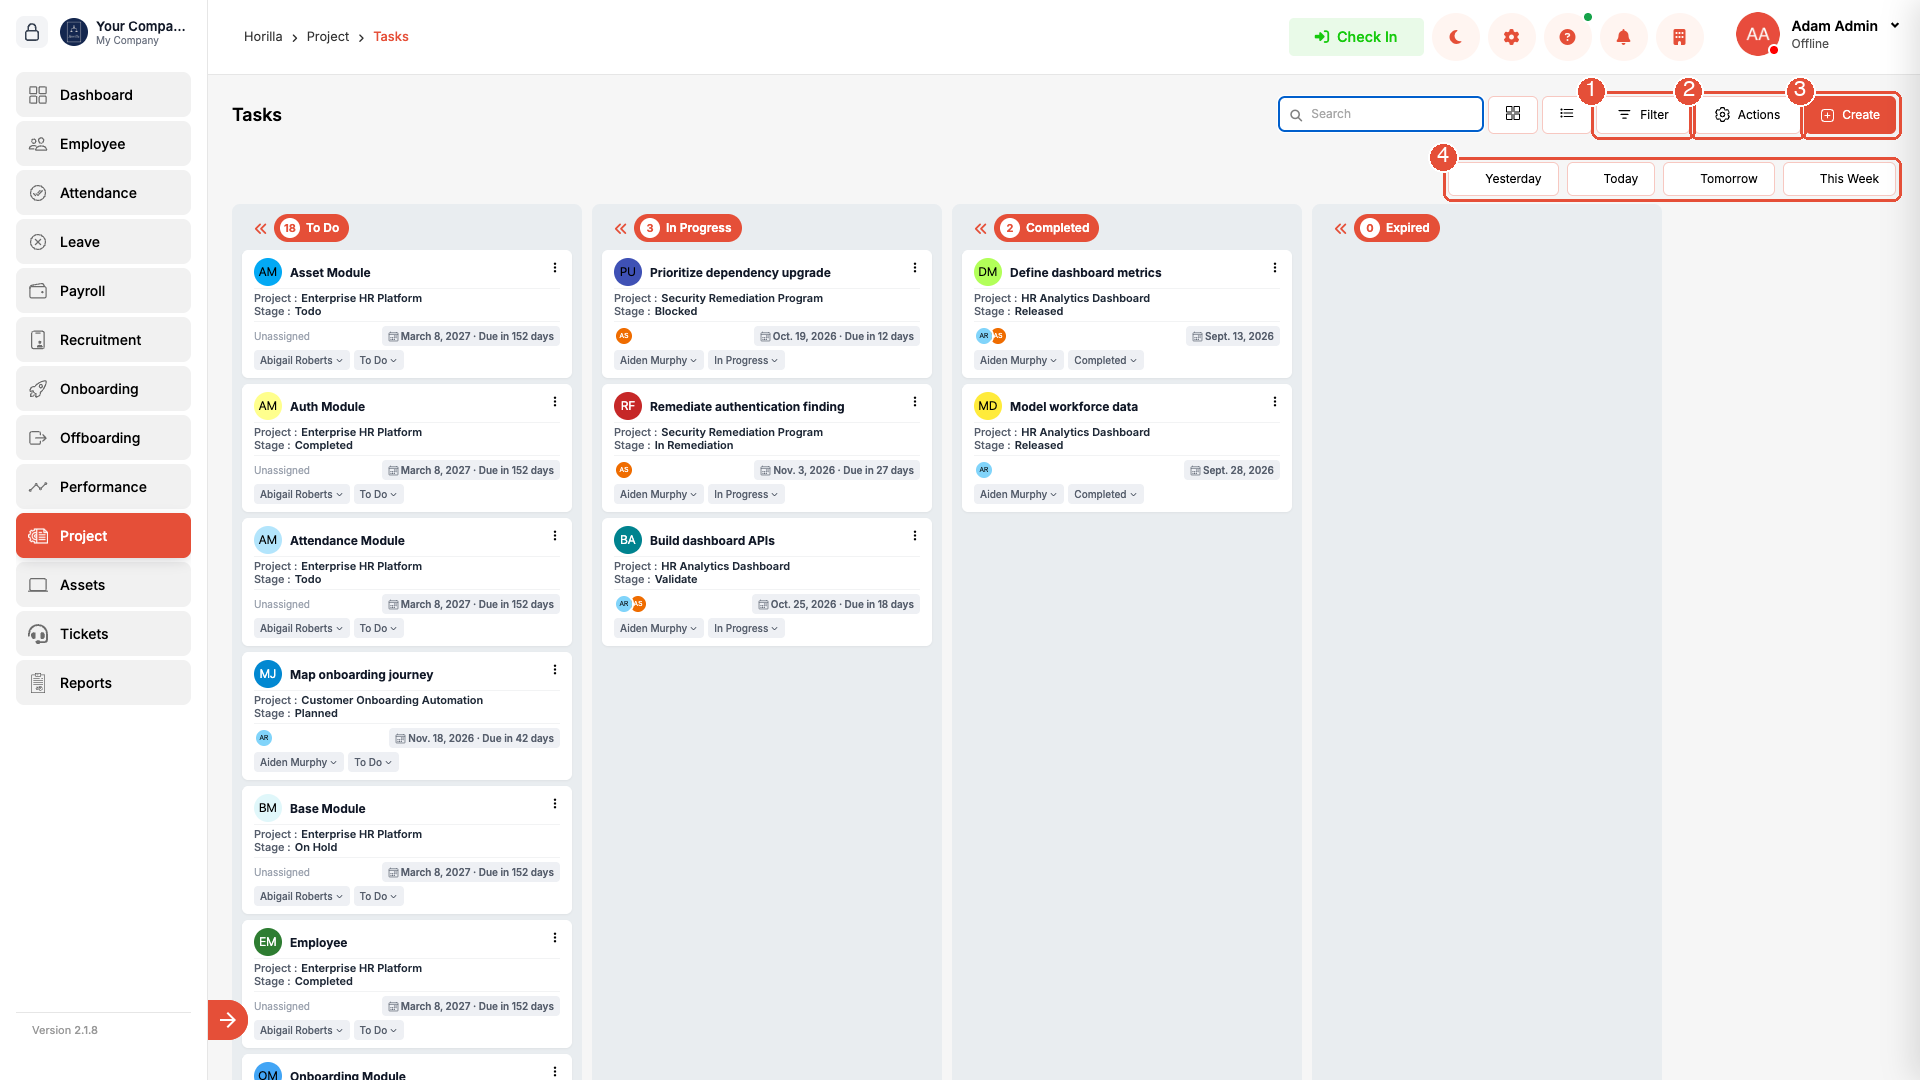 Your Compa...
My Company
Dashboard
Employee
Attendance
Leave
Payroll
Recruitment
Onboarding
Offboarding
Performance
Project
Assets
Tickets
Reports
Version 2.1.8
Horilla
Project
Tasks
Check In
AA
Adam Admin
Offline
Tasks
Search
1
Filter
2
Actions
3
Create
4
Yesterday
Today
Tomorrow
This Week
18 To Do
AM Asset Module
Project : Enterprise HR Platform
Stage : Todo
Unassigned
March 8, 2027 · Due in 152 days
Abigail Roberts
To Do
AM Auth Module
Project : Enterprise HR Platform
Stage : Completed
Unassigned
March 8, 2027 · Due in 152 days
Abigail Roberts
To Do
AM Attendance Module
Project : Enterprise HR Platform
Stage : Todo
Unassigned
March 8, 2027 · Due in 152 days
Abigail Roberts
To Do
MJ Map onboarding journey
Project : Customer Onboarding Automation
Stage : Planned
AR
Nov. 18, 2026 · Due in 42 days
Aiden Murphy
To Do
BM Base Module
Project : Enterprise HR Platform
Stage : On Hold
Unassigned
March 8, 2027 · Due in 152 days
Abigail Roberts
To Do
EM Employee
Project : Enterprise HR Platform
Stage : Completed
Unassigned
March 8, 2027 · Due in 152 days
Abigail Roberts
To Do
OM Onboarding Module
3 In Progress
PU Prioritize dependency upgrade
Project : Security Remediation Program
Stage : Blocked
AS
Oct. 19, 2026 · Due in 12 days
Aiden Murphy
In Progress
RF Remediate authentication finding
Project : Security Remediation Program
Stage : In Remediation
AS
Nov. 3, 2026 · Due in 27 days
Aiden Murphy
In Progress
BA Build dashboard APIs
Project : HR Analytics Dashboard
Stage : Validate
AR AS
Oct. 25, 2026 · Due in 18 days
Aiden Murphy
In Progress
2 Completed
DM Define dashboard metrics
Project : HR Analytics Dashboard
Stage : Released
AR AS
Sept. 13, 2026
Aiden Murphy
Completed
MD Model workforce data
Project : HR Analytics Dashboard
Stage : Released
AR
Sept. 28, 2026
Aiden Murphy
Completed
0 Expired